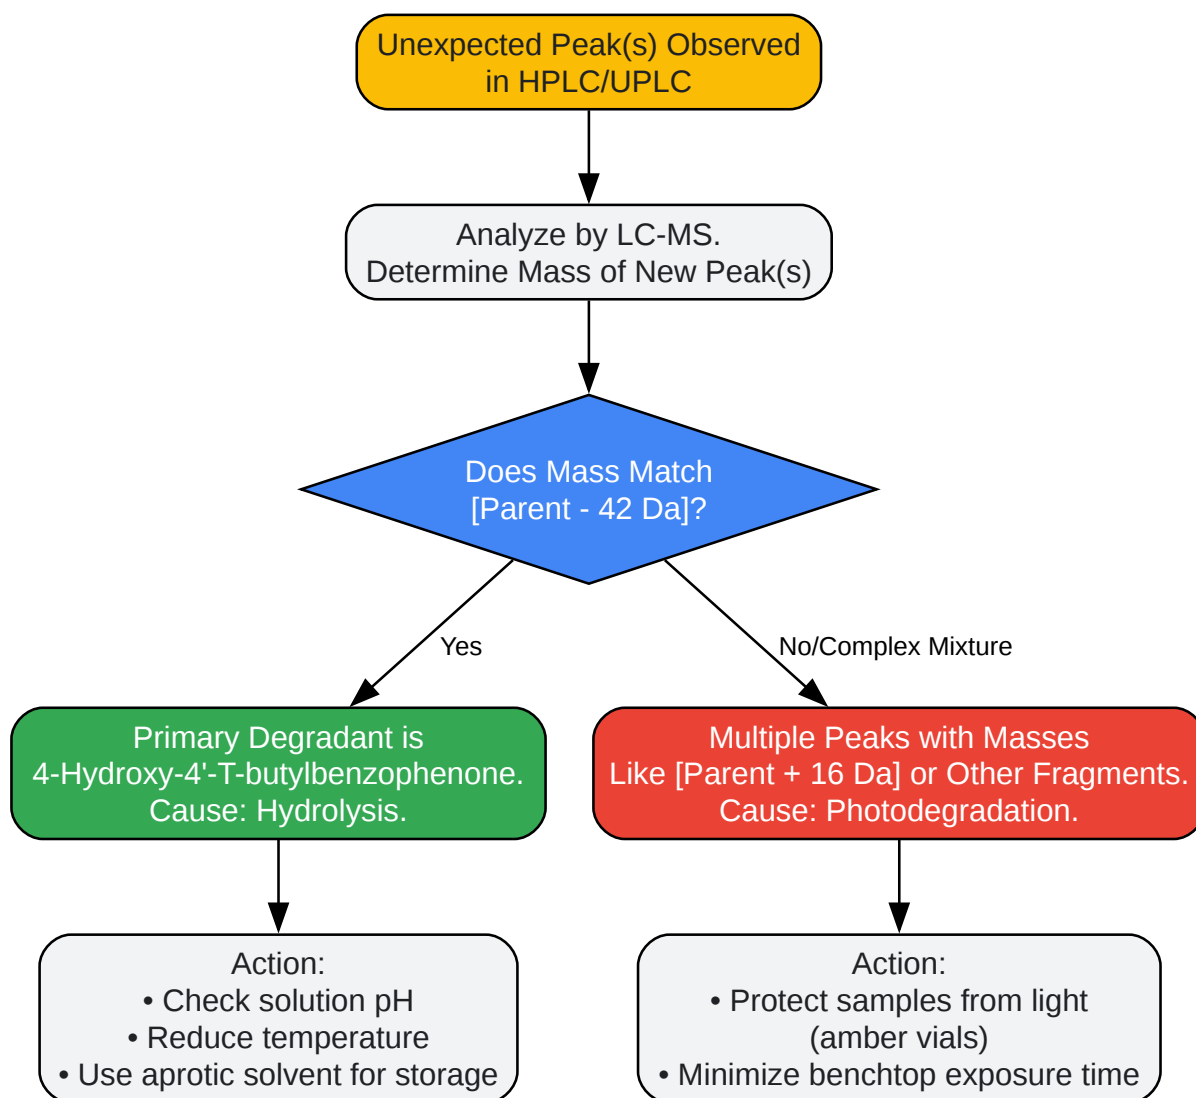 Unexpected Peak(s) Observed
in HPLC/UPLC
Analyze by LC-MS.
Determine Mass of New Peak(s)
Does Mass Match
[Parent - 42 Da]?
Yes
No/Complex Mixture
Primary Degradant is
4-Hydroxy-4'-T-butylbenzophenone.
Cause: Hydrolysis.
Multiple Peaks with Masses
Like [Parent + 16 Da] or Other Fragments.
Cause: Photodegradation.
Action:
• Check solution pH
• Reduce temperature
• Use aprotic solvent for storage
Action:
• Protect samples from light
(amber vials)
• Minimize benchtop exposure time